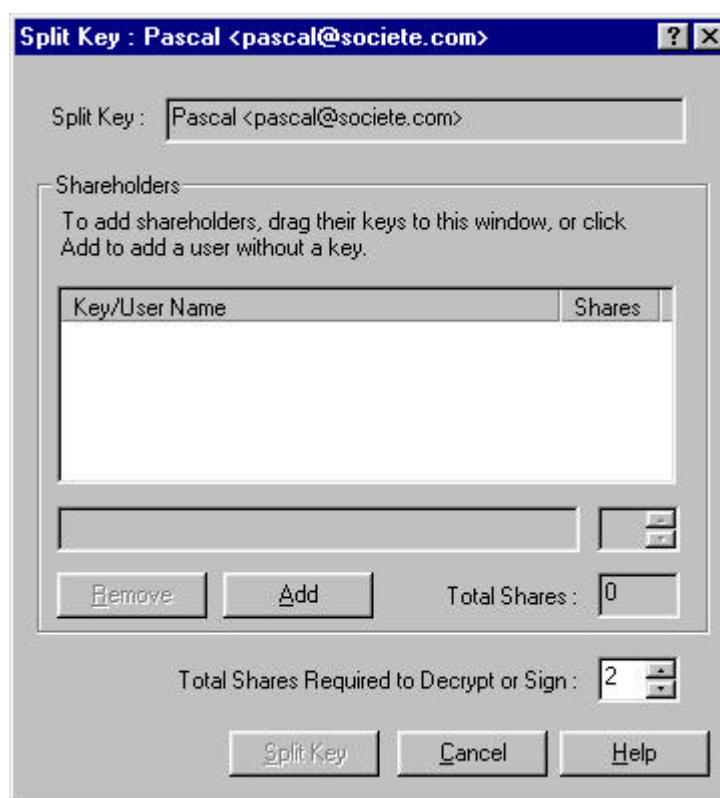 Split Key : Pascal <pascal@societe.com>
Split Key : Pascal <pascal@societe.com>
Shareholders
To add shareholders, drag their keys to this window, or click
Add to add a user without a key.
Key/User Name Shares
Remove Add Total Shares : 0
Total Shares Required to Decrypt or Sign : 2
Split Key Cancel Help